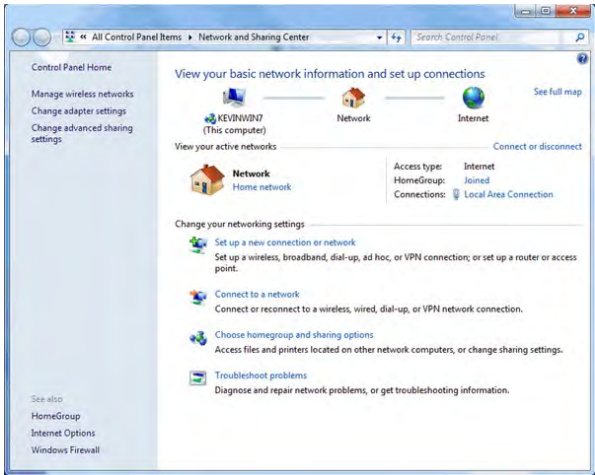 « All Control Panel Items ▸ Network and Sharing Center
Search Control Panel
Control Panel Home
Manage wireless networks
Change adapter settings
Change advanced sharing
settings
See also
HomeGroup
Internet Options
Windows Firewall
View your basic network information and set up connections
See full map
KEVINWIN7
(This computer)
Network
Internet
View your active networks
Connect or disconnect
Network
Home network
Access type: Internet
HomeGroup: Joined
Connections: Local Area Connection
Change your networking settings
Set up a new connection or network
Set up a wireless, broadband, dial-up, ad hoc, or VPN connection; or set up a router or access
point.
Connect to a network
Connect or reconnect to a wireless, wired, dial-up, or VPN network connection.
Choose homegroup and sharing options
Access files and printers located on other network computers, or change sharing settings.
Troubleshoot problems
Diagnose and repair network problems, or get troubleshooting information.